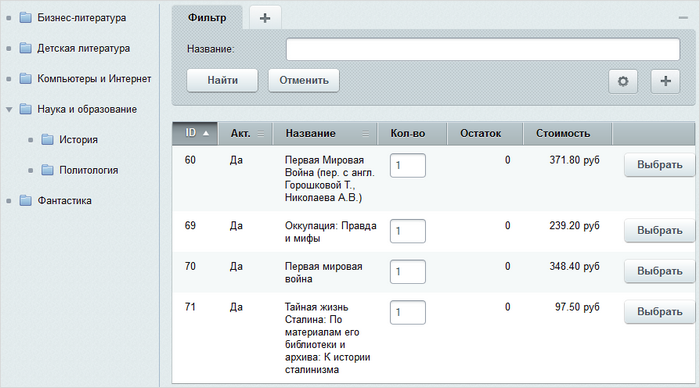 Бизнес-литература
Детская литература
Компьютеры и Интернет
Наука и образование
История
Политология
Фантастика
Фильтр
Название:
Найти Отменить
ID Акт. Название Кол-во Остаток Стоимость
60 Да Первая Мировая 1 0 371.80 руб Выбрать
Война (пер. с англ.
Горошковой Т.,
Николаева А.В.)
69 Да Оккупация: Правда 1 0 239.20 руб Выбрать
и мифы
70 Да Первая мировая 1 0 348.40 руб Выбрать
война
71 Да Тайная жизнь 1 0 97.50 руб Выбрать
Сталина: По
материалам его
библиотеки и
архива: К истории
сталинизма